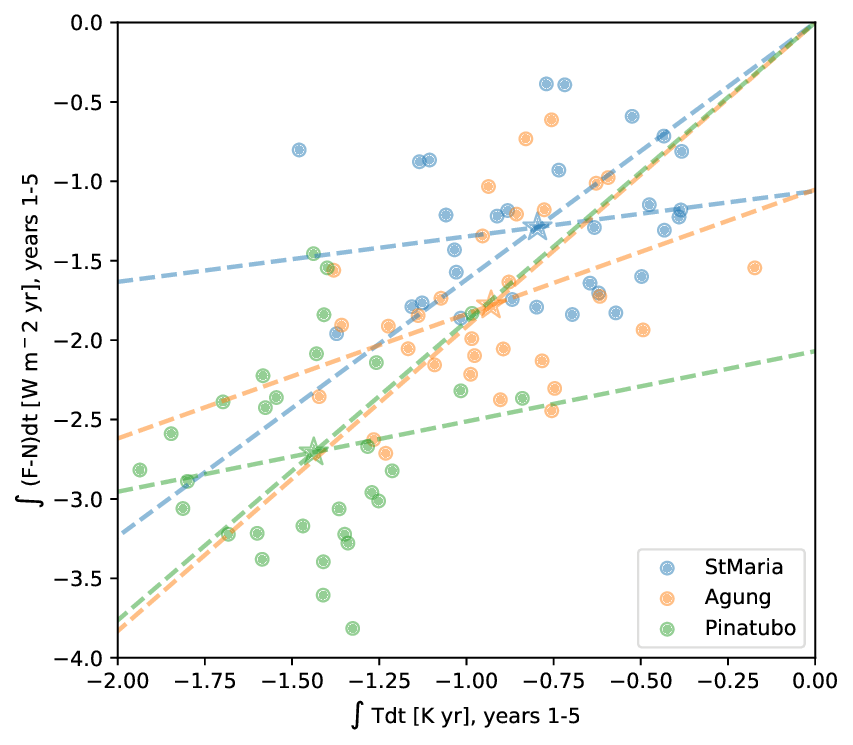 0.0
−0.5
−1.0
−1.5
−2.0
−2.5
−3.0
−3.5
−4.0
∫ (F-N)dt [W m−2 yr], years 1-5
StMaria
Agung
Pinatubo
−2.00 −1.75 −1.50 −1.25 −1.00 −0.75 −0.50 −0.25 0.00
∫ Tdt [K yr], years 1-5